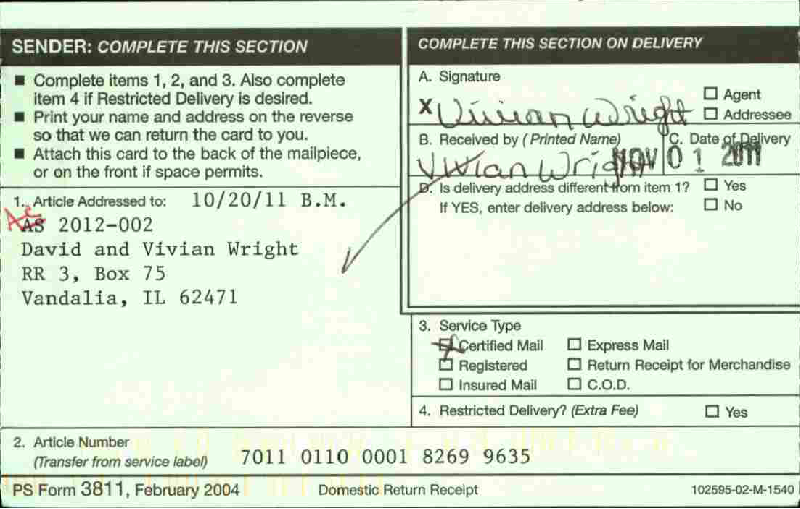 SENDER: COMPLETE THIS SECTION
■ Complete items 1, 2, and 3. Also complete
item 4 if Restricted Delivery is desired.
■ Print your name and address on the reverse
so that we can return the card to you.
■ Attach this card to the back of the mailpiece,
or on the front if space permits.
1. Article Addressed to: 10/20/11 B.M.
AC
AS 2012-002
David and Vivian Wright
RR 3, Box 75
Vandalia, IL 62471
COMPLETE THIS SECTION ON DELIVERY
A. Signature
X Vivian Wright
☐ Agent
☐ Addressee
B. Received by (Printed Name)
Vivian Wright
C. Date of Delivery
NOV 01 2011
D. Is delivery address different from item 1? ☐ Yes
If YES, enter delivery address below: ☐ No
3. Service Type
☑ Certified Mail ☐ Express Mail
☐ Registered ☐ Return Receipt for Merchandise
☐ Insured Mail ☐ C.O.D.
4. Restricted Delivery? (Extra Fee) ☐ Yes
2. Article Number
(Transfer from service label) 7011 0110 0001 8269 9635
PS Form 3811, February 2004 Domestic Return Receipt 102595-02-M-1540